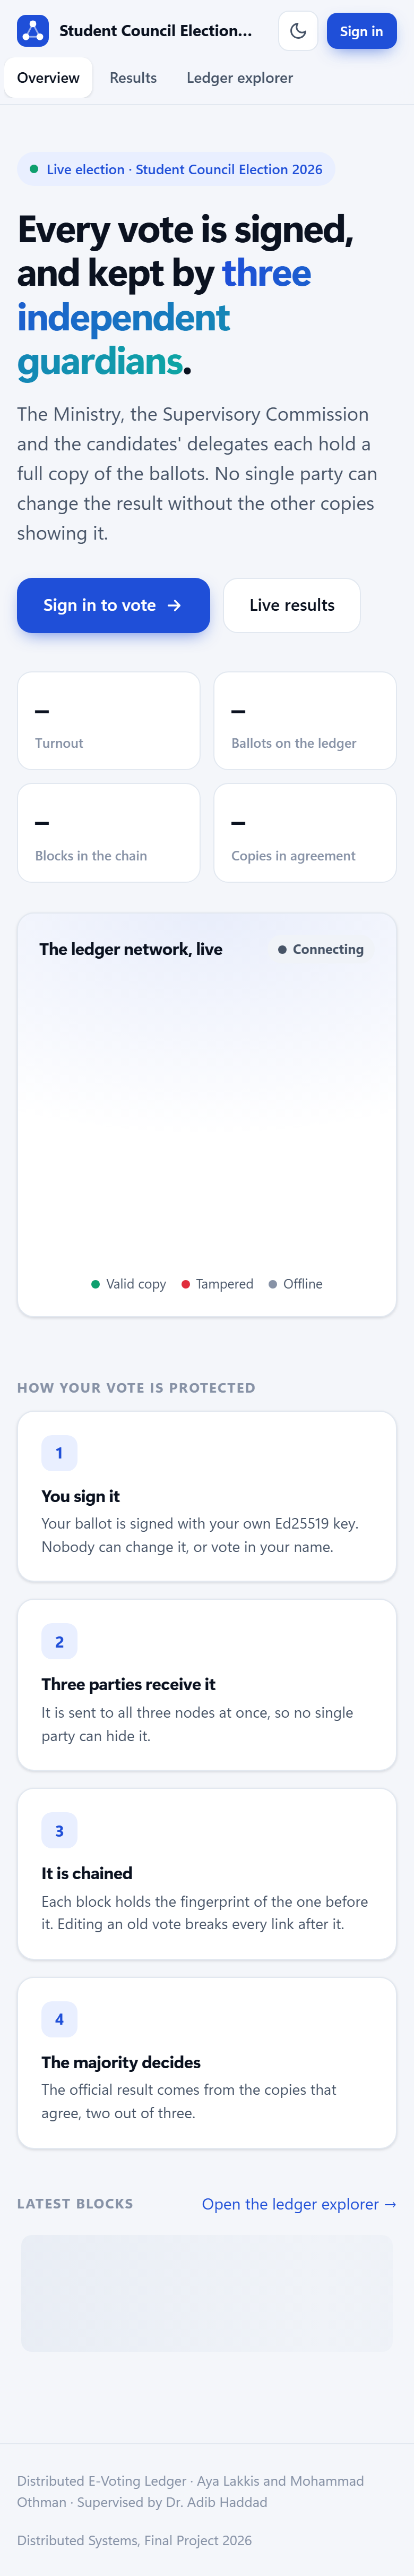 Student Council Election...
Sign in
Overview
Results
Ledger explorer
Live election · Student Council Election 2026
Every vote is signed,
and kept by three
independent
guardians.
The Ministry, the Supervisory Commission
and the candidates' delegates each hold a
full copy of the ballots. No single party can
change the result without the other copies
showing it.
Sign in to vote →
Live results
–
Turnout
–
Ballots on the ledger
–
Blocks in the chain
–
Copies in agreement
The ledger network, live
Connecting
Valid copy
Tampered
Offline
HOW YOUR VOTE IS PROTECTED
1
You sign it
Your ballot is signed with your own Ed25519 key.
Nobody can change it, or vote in your name.
2
Three parties receive it
It is sent to all three nodes at once, so no single
party can hide it.
3
It is chained
Each block holds the fingerprint of the one before
it. Editing an old vote breaks every link after it.
4
The majority decides
The official result comes from the copies that
agree, two out of three.
LATEST BLOCKS
Open the ledger explorer →
Distributed E-Voting Ledger · Aya Lakkis and Mohammad
Othman · Supervised by Dr. Adib Haddad
Distributed Systems, Final Project 2026